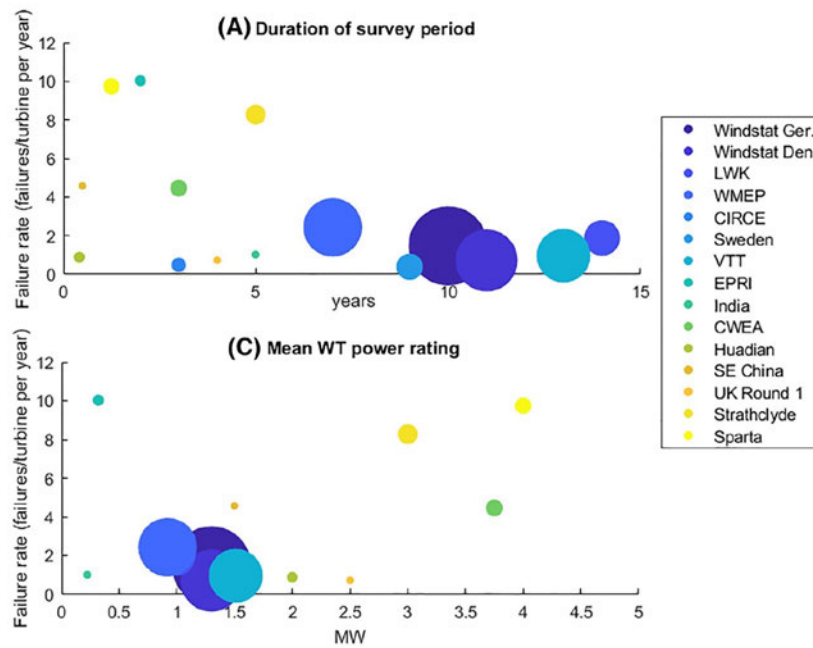 (A) Duration of survey period
Failure rate (failures/turbine per year)
12
10
8
6
4
2
0
0 5 10 15
years
(C) Mean WT power rating
Failure rate (failures/turbine per year)
12
10
8
6
4
2
0
0 0.5 1 1.5 2 2.5 3 3.5 4 4.5 5
MW
Windstat Ger.
Windstat Den
LWK
WMEP
CIRCE
Sweden
VTT
EPRI
India
CWEA
Huadian
SE China
UK Round 1
Strathclyde
Sparta